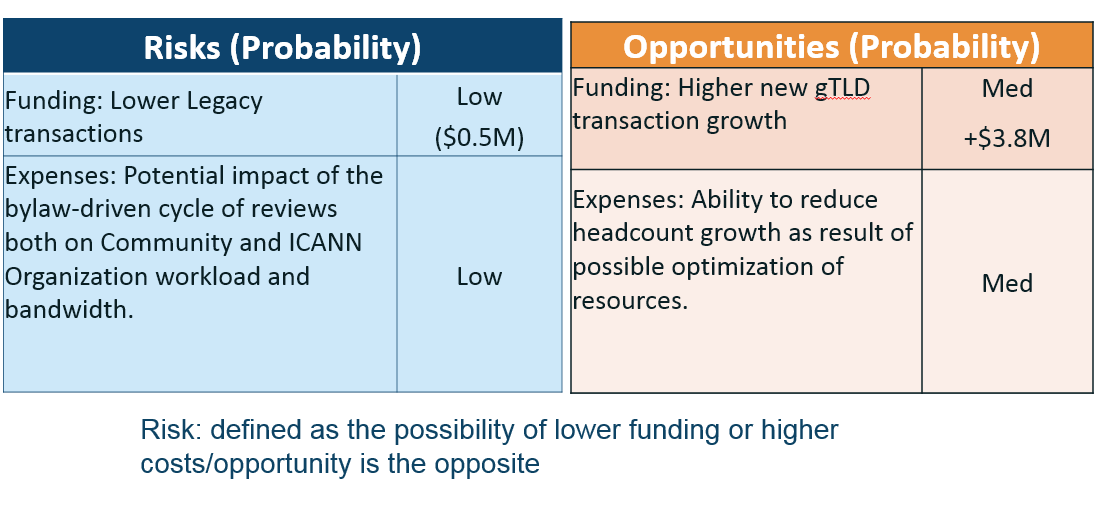 Risks (Probability)
Funding: Lower Legacy
transactions
Low
($0.5M)
Expenses: Potential impact of the
bylaw-driven cycle of reviews
both on Community and ICANN
Organization workload and
bandwidth.
Low
Opportunities (Probability)
Funding: Higher new gTLD
transaction growth
Med
+$3.8M
Expenses: Ability to reduce
headcount growth as result of
possible optimization of
resources.
Med
Risk: defined as the possibility of lower funding or higher
costs/opportunity is the opposite